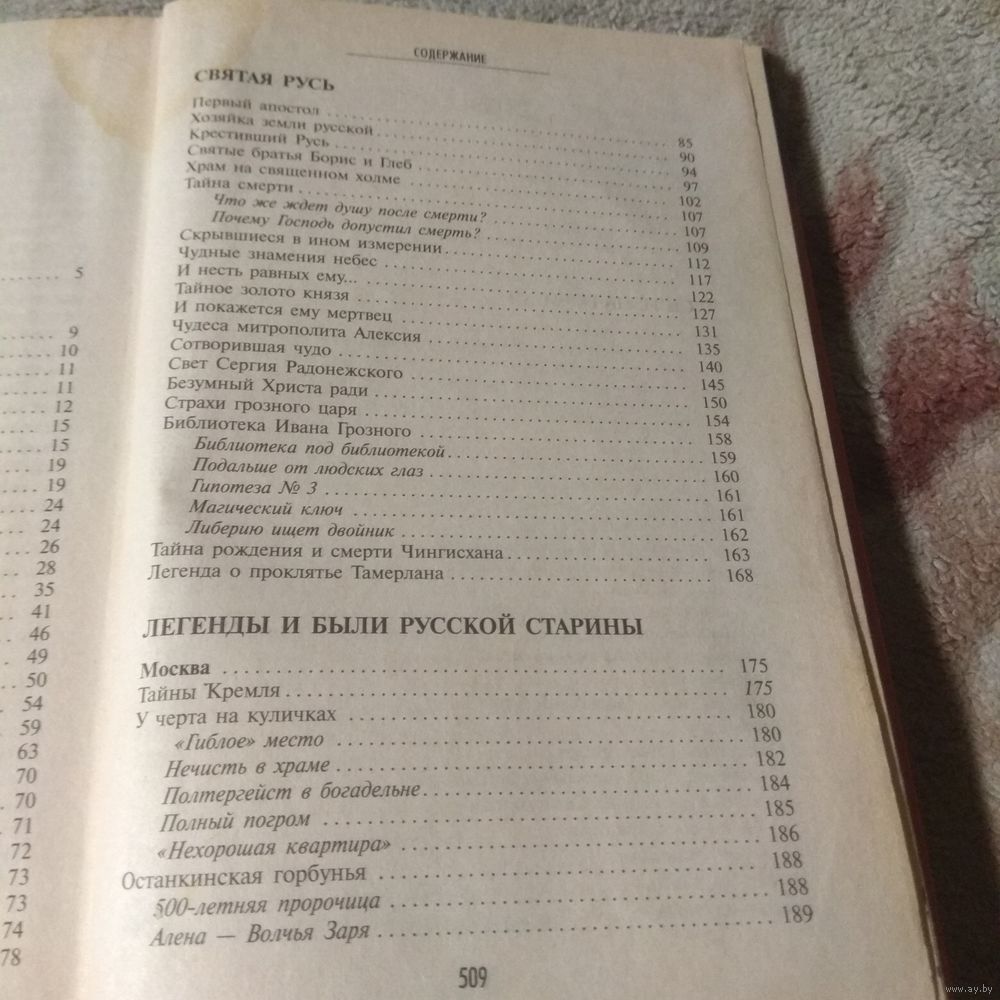 5
9
10
11
11
12
15
15
19
19
24
24
26
28
35
41
46
49
50
54
59
63
70
70
71
72
73
73
74
78
СОДЕРЖАНИЕ
СВЯТАЯ РУСЬ
Первый апостол 85
Хозяйка земли русской 90
Крестивший Русь 94
Святые братья Борис и Глеб 97
Храм на священном холме 102
Тайна смерти 107
Что же ждет душу после смерти? 107
Почему Господь допустил смерть? 109
Скрывшиеся в ином измерении 112
Чудные знамения небес 117
И несть равных ему... 122
Тайное золото князя 127
И покажется ему мертвец 131
Чудеса митрополита Алексия 135
Сотворившая чудо 140
Свет Сергия Радонежского 145
Безумный Христа ради 150
Страхи грозного царя 154
Библиотека Ивана Грозного 158
Библиотека под библиотекой 159
Подальше от людских глаз 160
Гипотеза № 3 161
Магический ключ 161
Либерию ищет двойник 162
Тайна рождения и смерти Чингисхана 163
Легенда о проклятье Тамерлана 168
ЛЕГЕНДЫ И БЫЛИ РУССКОЙ СТАРИНЫ
Москва 175
Тайны Кремля 175
У черта на куличках 180
«Гиблое» место 180
Нечисть в храме 182
Полтергейст в богадельне 184
Полный погром 185
«Нехорошая квартира» 186
Останкинская горбунья 188
500-летняя пророчица 188
Алена — Волчья Заря 189
509
www.ay.by